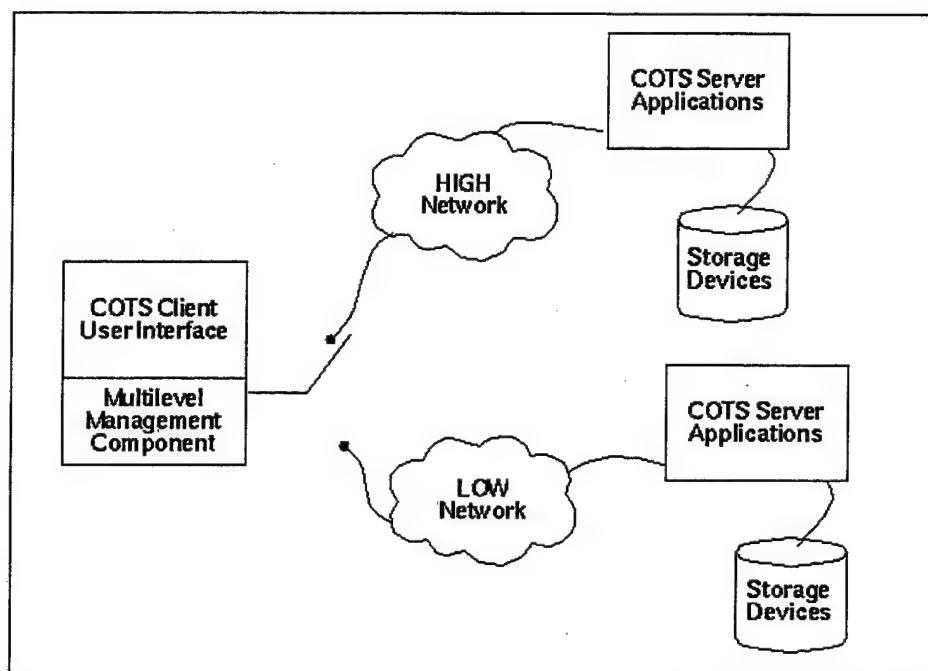 COTS Server
Applications
HIGH
Network
Storage
Devices
COTS Client
User Interface
Multilevel
Management
Component
COTS Server
Applications
LOW
Network
Storage
Devices